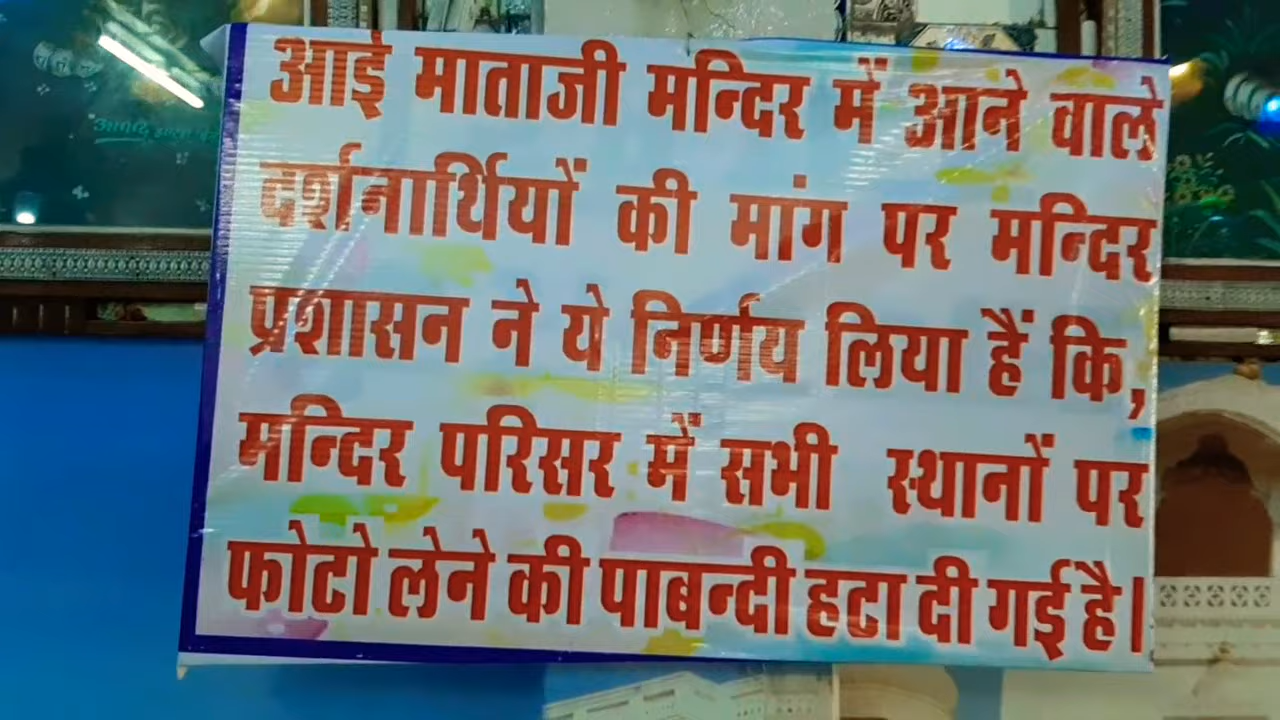 आई माताजी मन्दिर में आने वाले
दर्शनार्थियों की मांग पर मन्दिर
प्रशासन ने ये निर्णय लिया हैं कि,
मन्दिर परिसर में सभी स्थानों पर
फोटो लेने की पाबन्दी हटा दी गई है।